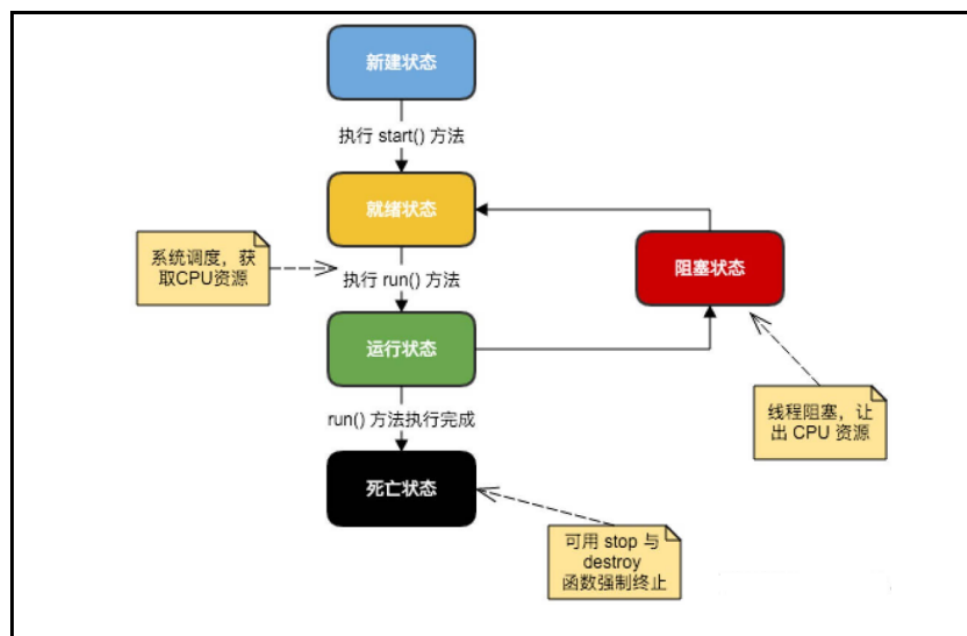 新建状态
执行 start() 方法
就绪状态
系统调度，获
取CPU资源
执行 run() 方法
阻塞状态
运行状态
run() 方法执行完成
线程阻塞，让
出 CPU 资源
死亡状态
可用 stop 与
destroy
函数强制终止